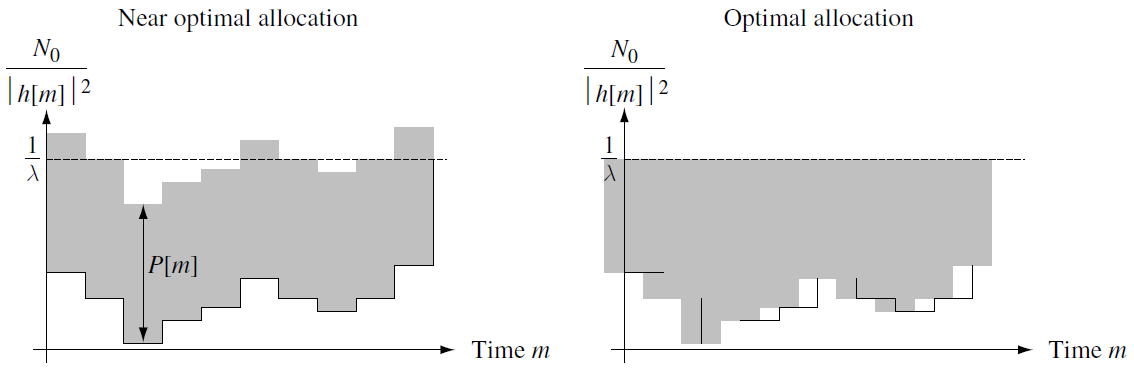 Near optimal allocation
N₀
|h[m]|²
1
λ
P[m]
Time m
Optimal allocation
N₀
|h[m]|²
1
λ
Time m